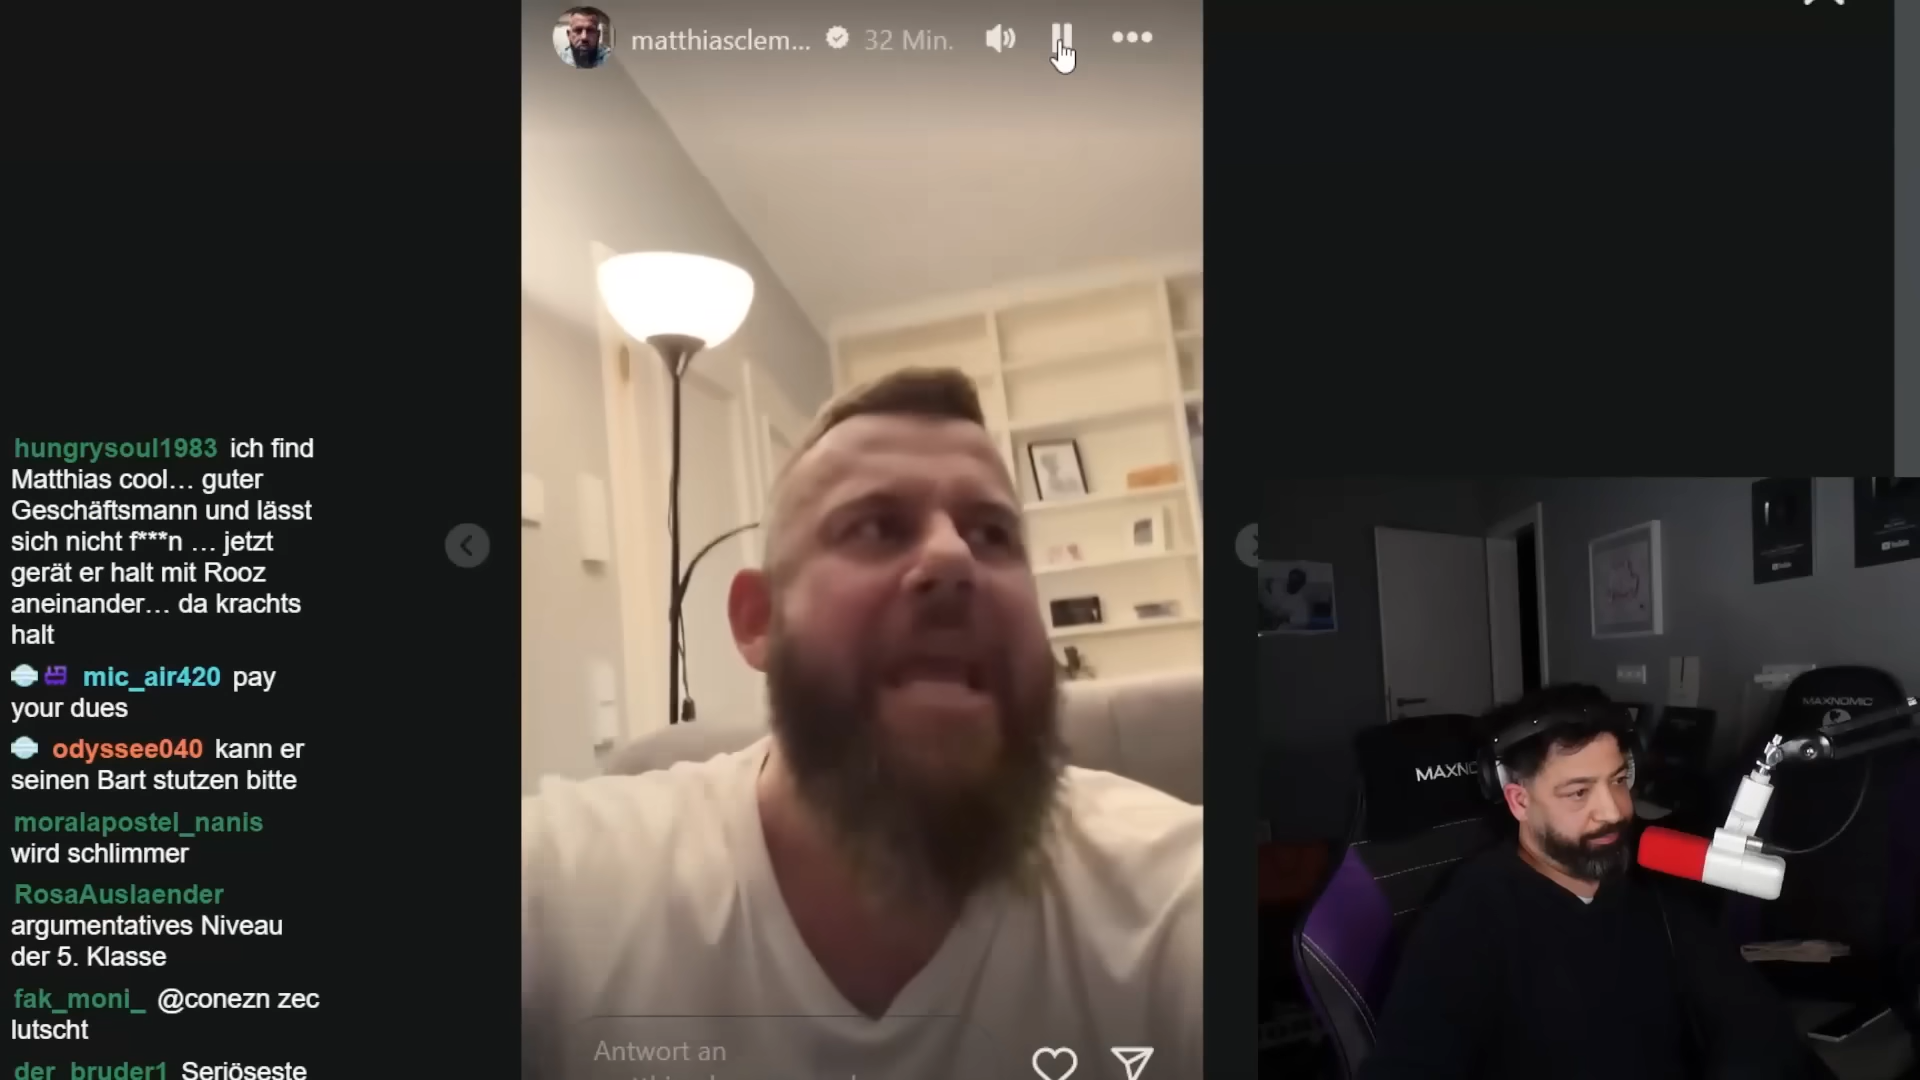 matthiasclem... 32 Min.
hungrysoul1983 ich find
Matthias cool... guter
Geschäftsmann und lässt
sich nicht f***n ... jetzt
gerät er halt mit Rooz
aneinander... da krachts
halt
mic_air420 pay
your dues
odyssee040 kann er
seinen Bart stutzen bitte
moralapostel_nanis
wird schlimmer
RosaAuslaender
argumentatives Niveau
der 5. Klasse
fak_moni_ @conezn zec
lutscht
der_bruder1 Seriöseste
Antwort an
MAXNOMIC
MAXNO